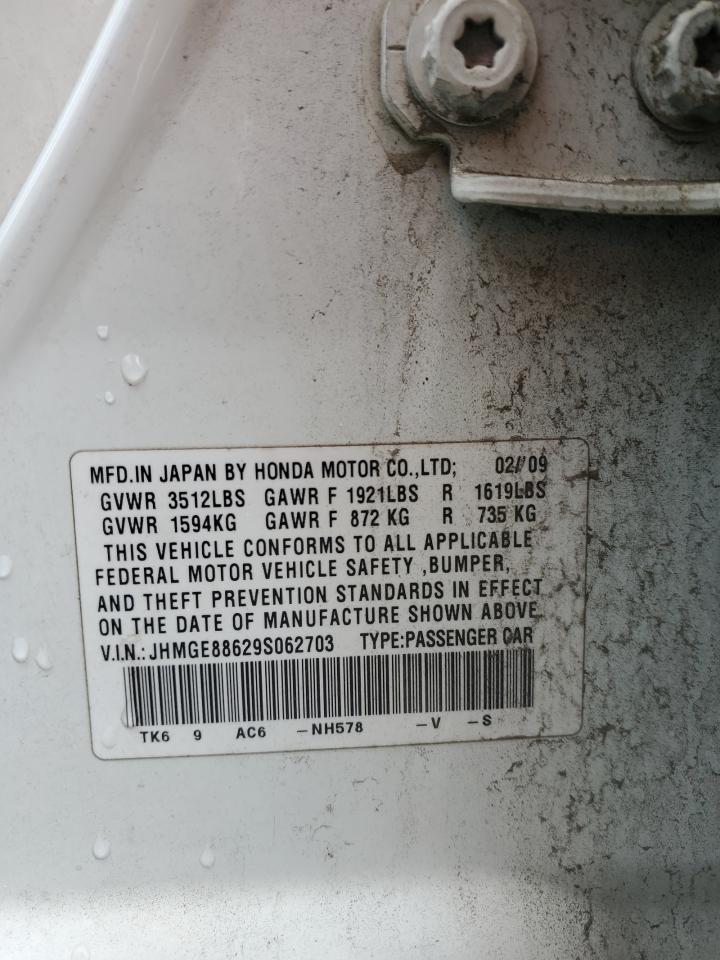 MFD.IN JAPAN BY HONDA MOTOR CO.,LTD; 02/'09
GVWR 3512LBS GAWR F 1921LBS R 1619LBS
GVWR 1594KG GAWR F 872 KG R 735 KG
THIS VEHICLE CONFORMS TO ALL APPLICABLE
FEDERAL MOTOR VEHICLE SAFETY ,BUMPER,
AND THEFT PREVENTION STANDARDS IN EFFECT
ON THE DATE OF MANUFACTURE SHOWN ABOVE.
V.I.N.: JHMGE88629S062703 TYPE:PASSENGER CAR
TK6 9 AC6 -NH578 -V -S